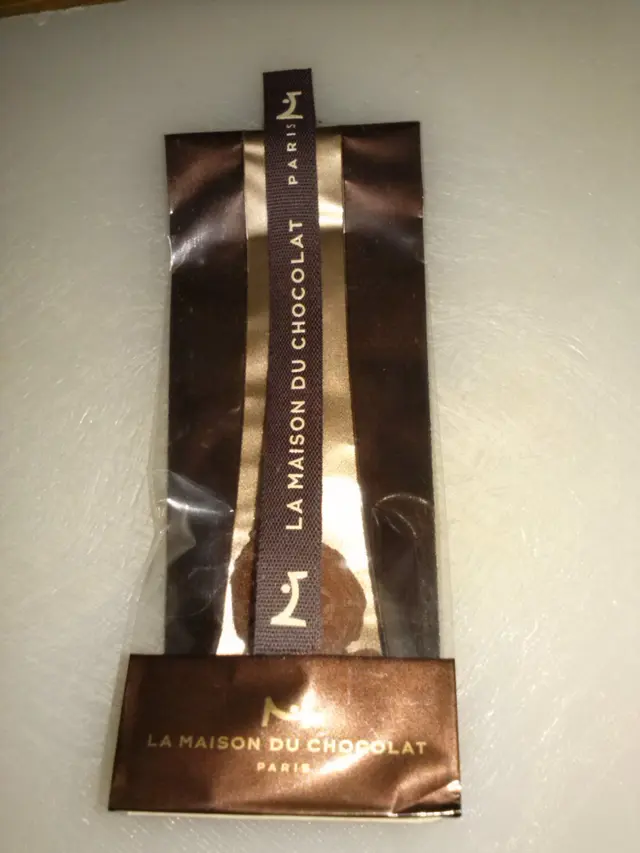 LA MAISON DU CHOCOLAT PARIS
LA MAISON DU CHOCOLAT
PARIS